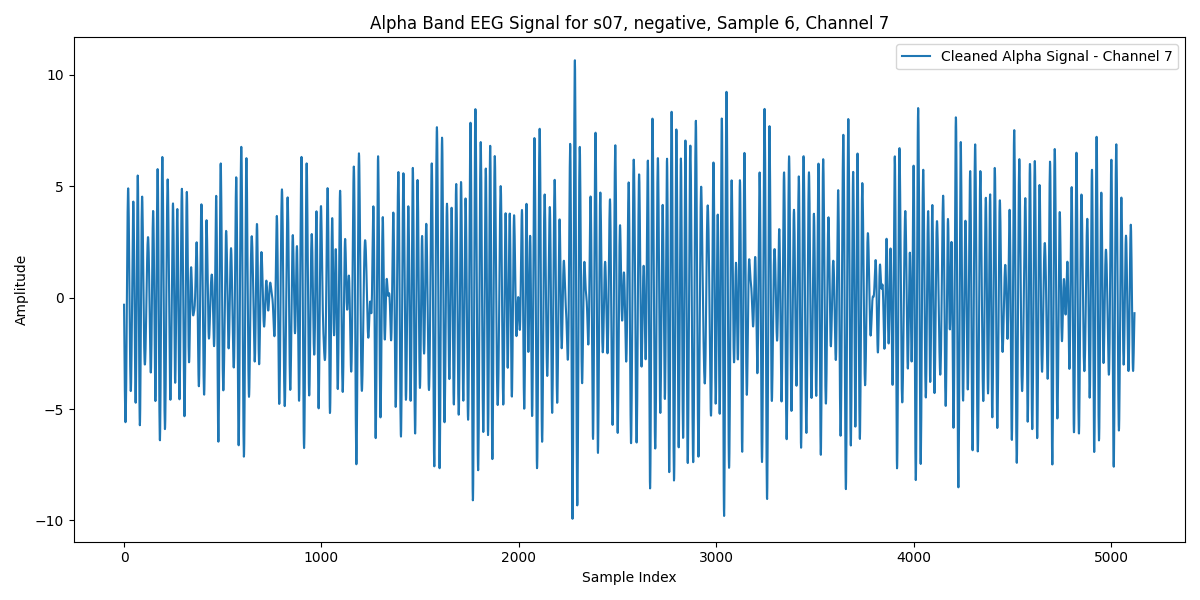 Alpha Band EEG Signal for s07, negative, Sample 6, Channel 7
Cleaned Alpha Signal - Channel 7
Amplitude
10
5
0
−5
−10
0 1000 2000 3000 4000 5000
Sample Index